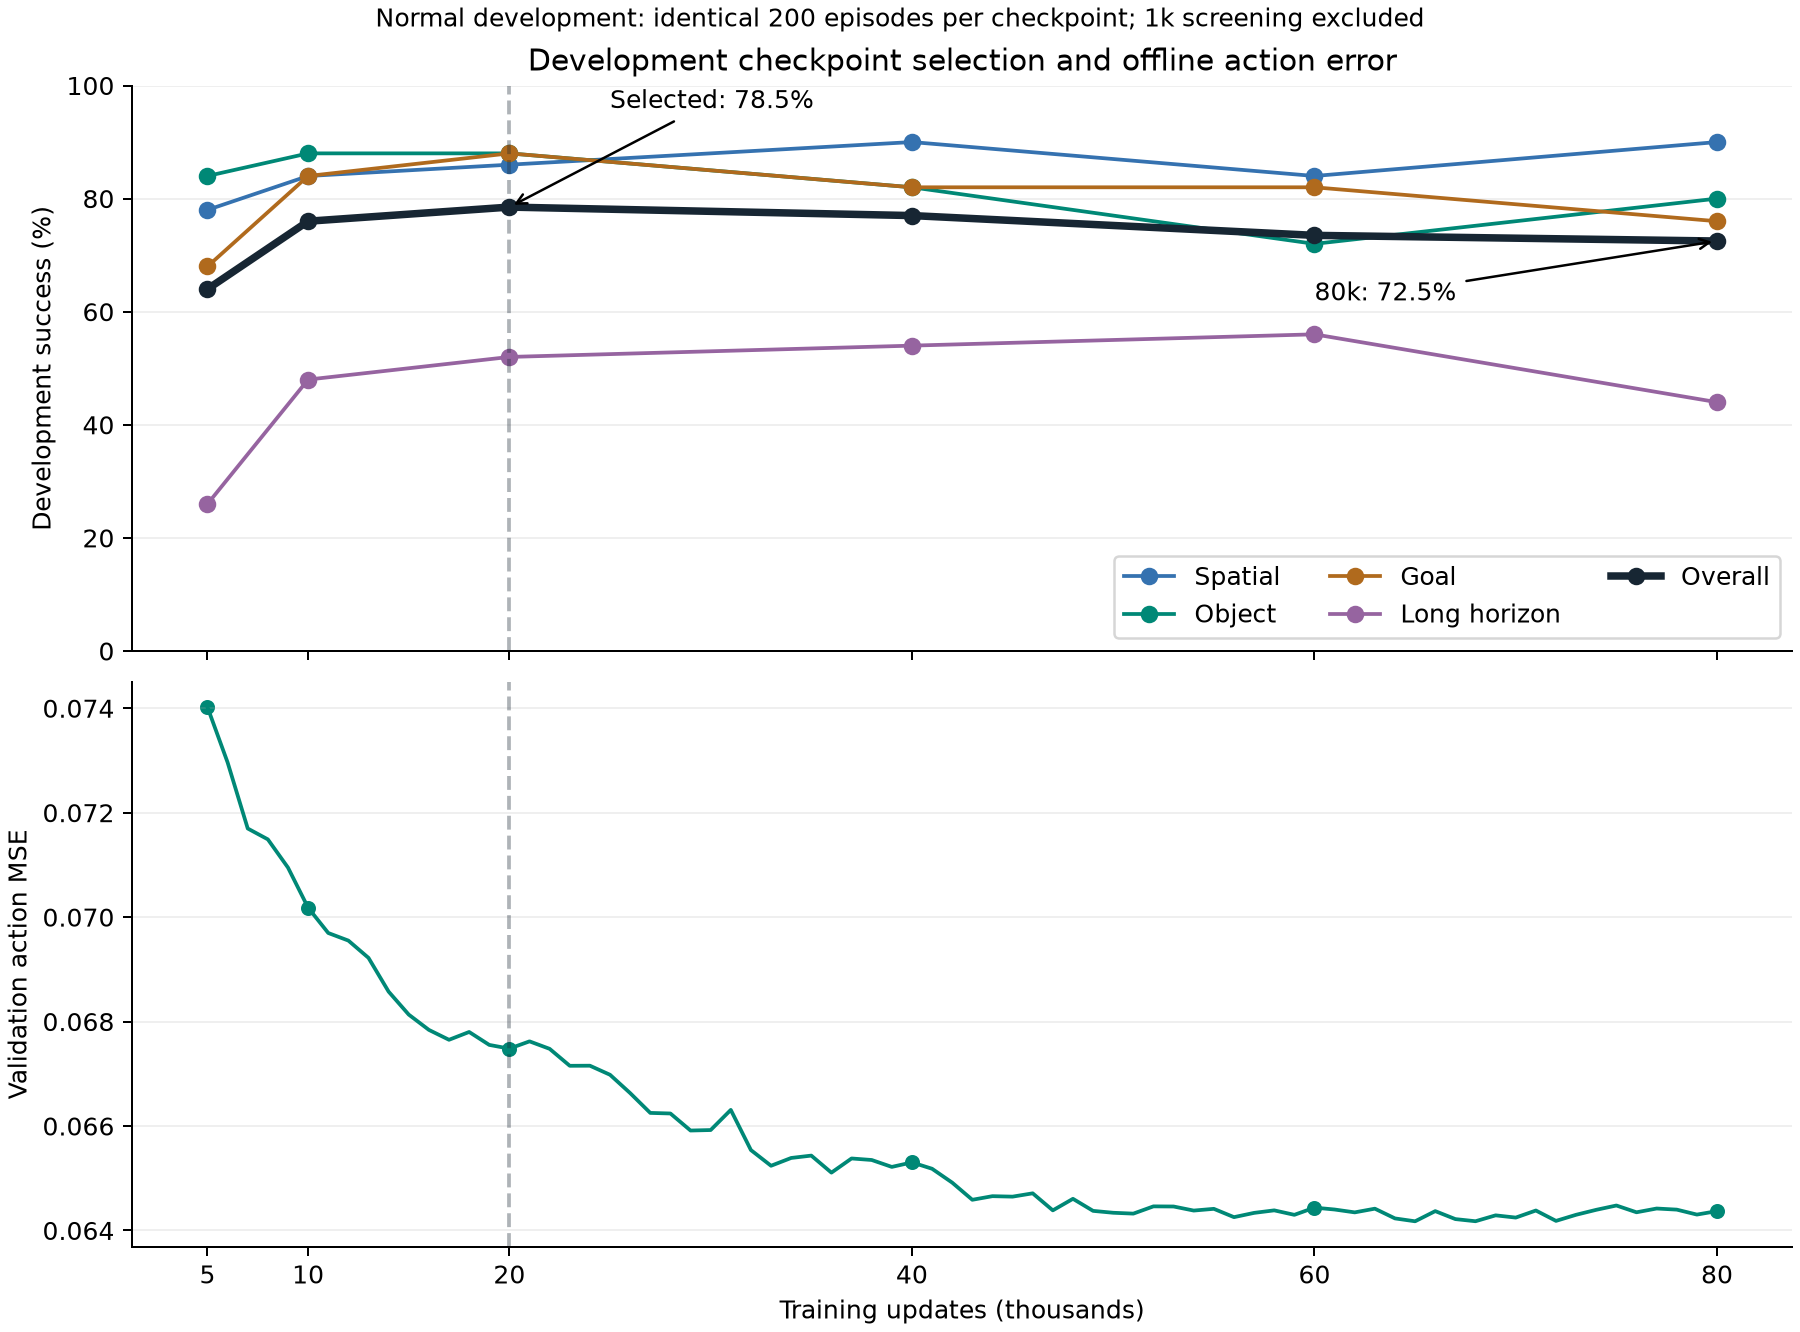 Normal development: identical 200 episodes per checkpoint; 1k screening excluded
Development checkpoint selection and offline action error
Development success (%)
100
80
60
40
20
0
Selected: 78.5%
80k: 72.5%
Spatial
Goal
Overall
Object
Long horizon
Validation action MSE
0.074
0.072
0.070
0.068
0.066
0.064
5
10
20
40
60
80
Training updates (thousands)